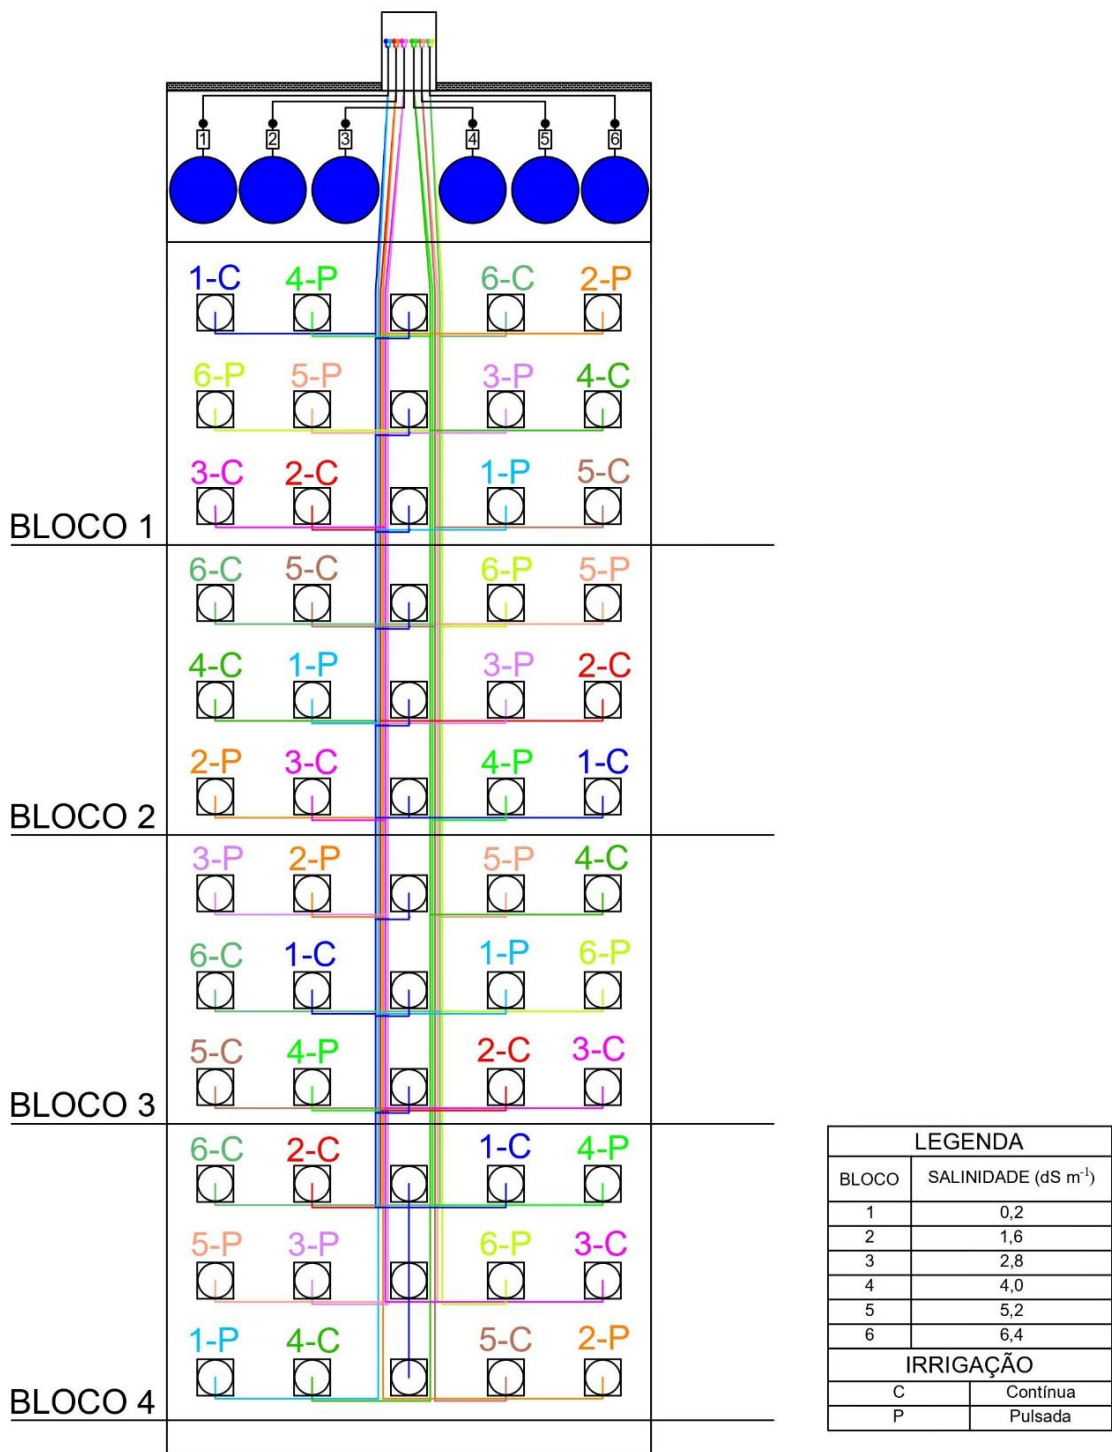 1 2 3 4 5 6
1-C 4-P 6-C 2-P
6-P 5-P 3-P 4-C
3-C 2-C 1-P 5-C
BLOCO 1
6-C 5-C 6-P 5-P
4-C 1-P 3-P 2-C
2-P 3-C 4-P 1-C
BLOCO 2
3-P 2-P 5-P 4-C
6-C 1-C 1-P 6-P
5-C 4-P 2-C 3-C
BLOCO 3
6-C 2-C 1-C 4-P
5-P 3-P 6-P 3-C
1-P 4-C 5-C 2-P
BLOCO 4
LEGENDA
BLOCO SALINIDADE (dS m⁻¹)
1 0,2
2 1,6
3 2,8
4 4,0
5 5,2
6 6,4
IRRIGAÇÃO
C Contínua
P Pulsada